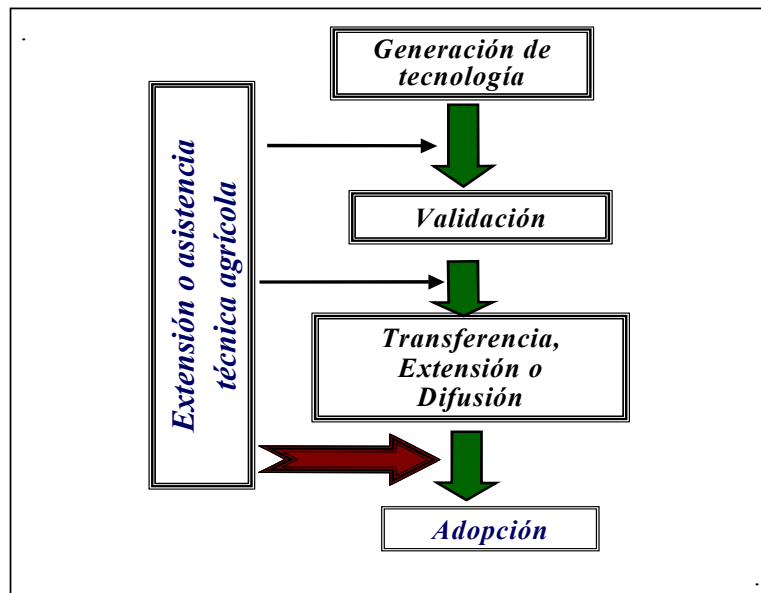 Generación de
tecnología
Extensión o asistencia
técnica agrícola
Validación
Transferencia,
Extensión o
Difusión
Adopción